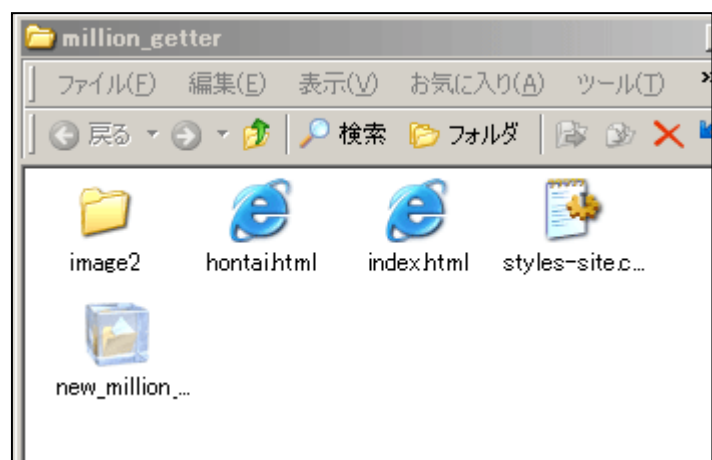 million_getter
ファイル(F) 編集(E) 表示(V) お気に入り(A) ツール(T) »
戻る 検索 フォルダ
image2 hontai.html index.html styles-site.c...
new_million_...